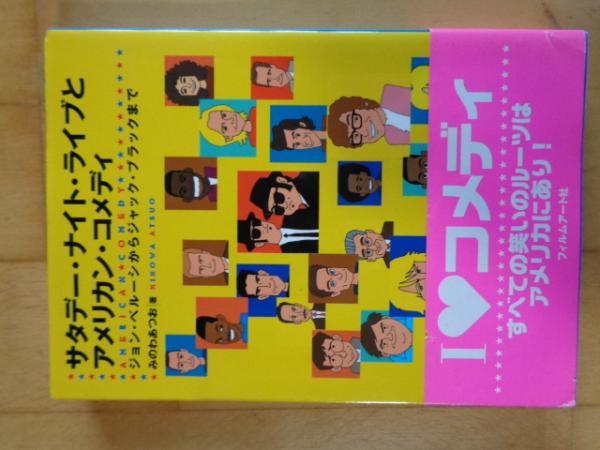 サタデー・ナイト・ライブと
アメリカン・コメディ
AMERICAN★COMEDY
ジョン・ベルーシからジャック・ブラックまで
みのわあつお 著 MINOWA ATSUO
I♥コメディ
すべての笑いのルーツは
アメリカにあり!
フィルムアート社